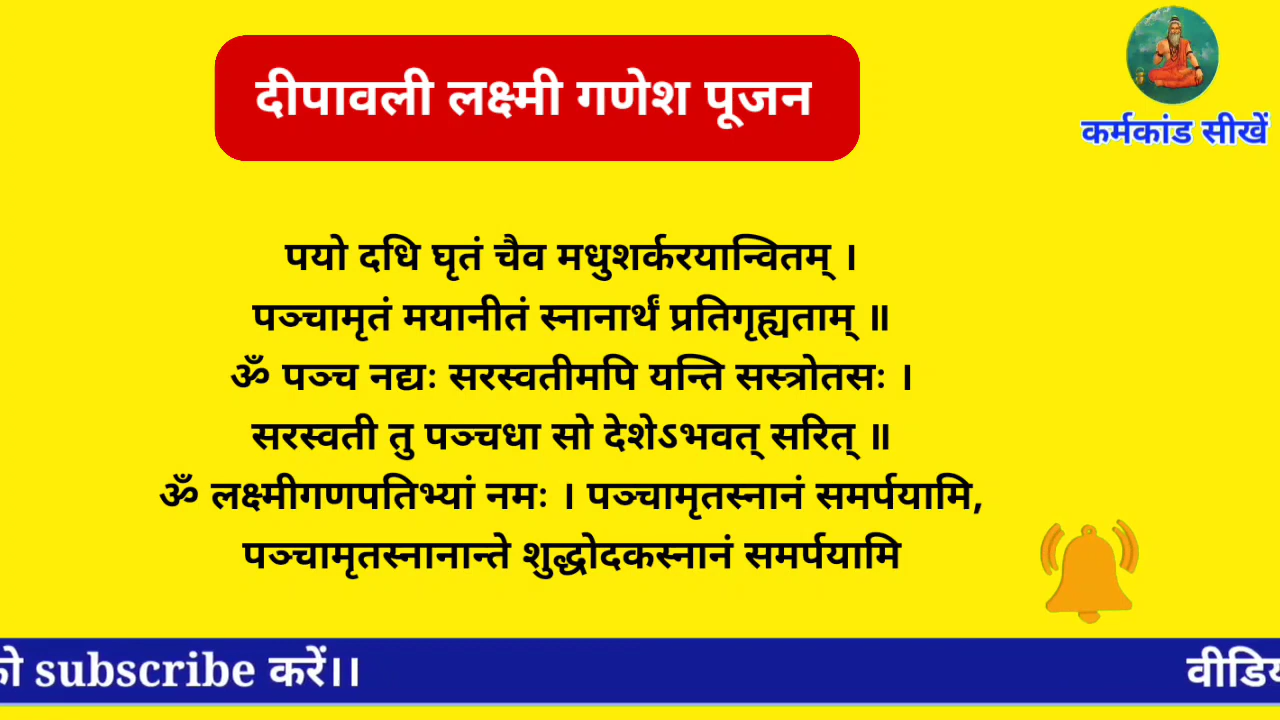 दीपावली लक्ष्मी गणेश पूजन
कर्मकांड सीखें
पयो दधि घृतं चैव मधुशर्करयान्वितम् ।
पञ्चामृतं मयानीतं स्नानार्थं प्रतिगृह्यताम् ॥
ॐ पञ्च नद्यः सरस्वतीमपि यन्ति सस्त्रोतसः ।
सरस्वती तु पञ्चधा सो देशेऽभवत् सरित् ॥
ॐ लक्ष्मीगणपतिभ्यां नमः । पञ्चामृतस्नानं समर्पयामि,
पञ्चामृतस्नानान्ते शुद्धोदकस्नानं समर्पयामि
को subscribe करें।।